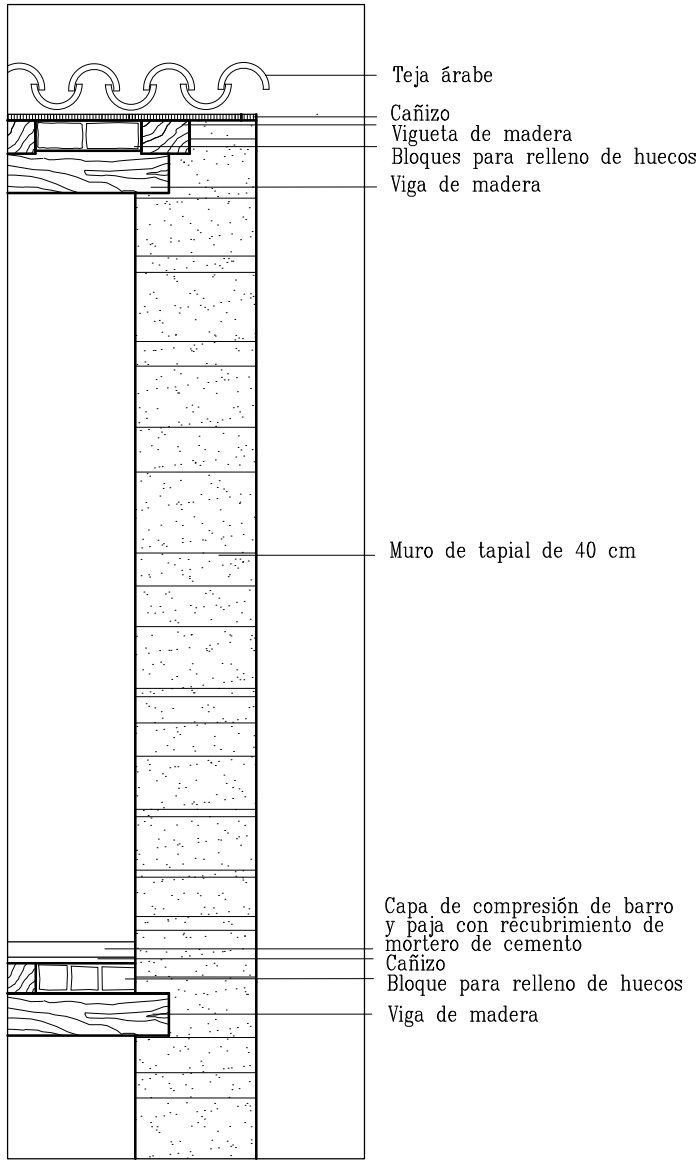 Teja árabe
Cañizo
Vigueta de madera
Bloques para relleno de huecos
Viga de madera
Muro de tapial de 40 cm
Capa de compresión de barro
y paja con recubrimiento de
mortero de cemento
Cañizo
Bloque para relleno de huecos
Viga de madera